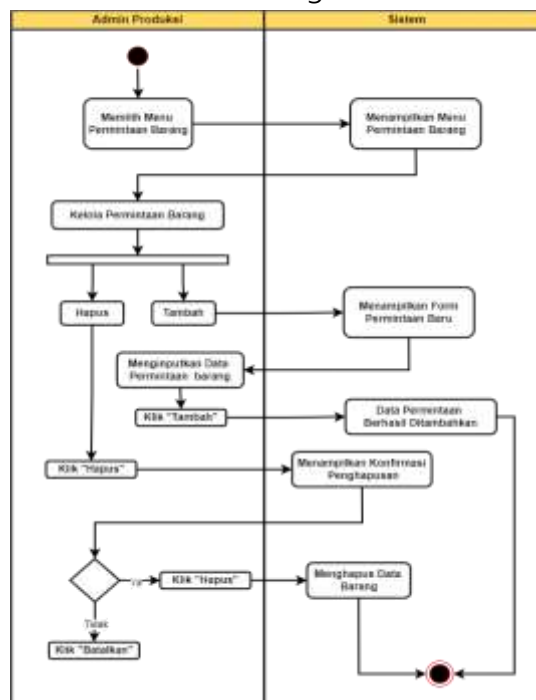 Admin Produksi
Sistem
Memilih Menu
Permintaan Barang
Menampilkan Menu
Permintaan Barang
Kelola Permintaan Barang
Hapus
Tambah
Menampilkan Form
Permintaan Baru
Menginputkan Data
Permintaan barang
Klik "Tambah"
Data Permintaan
Berhasil Ditambahkan
Klik "Hapus"
Menampilkan Konfirmasi
Penghapusan
Ya
Klik "Hapus"
Menghapus Data
Barang
Tidak
Klik "Batalkan"